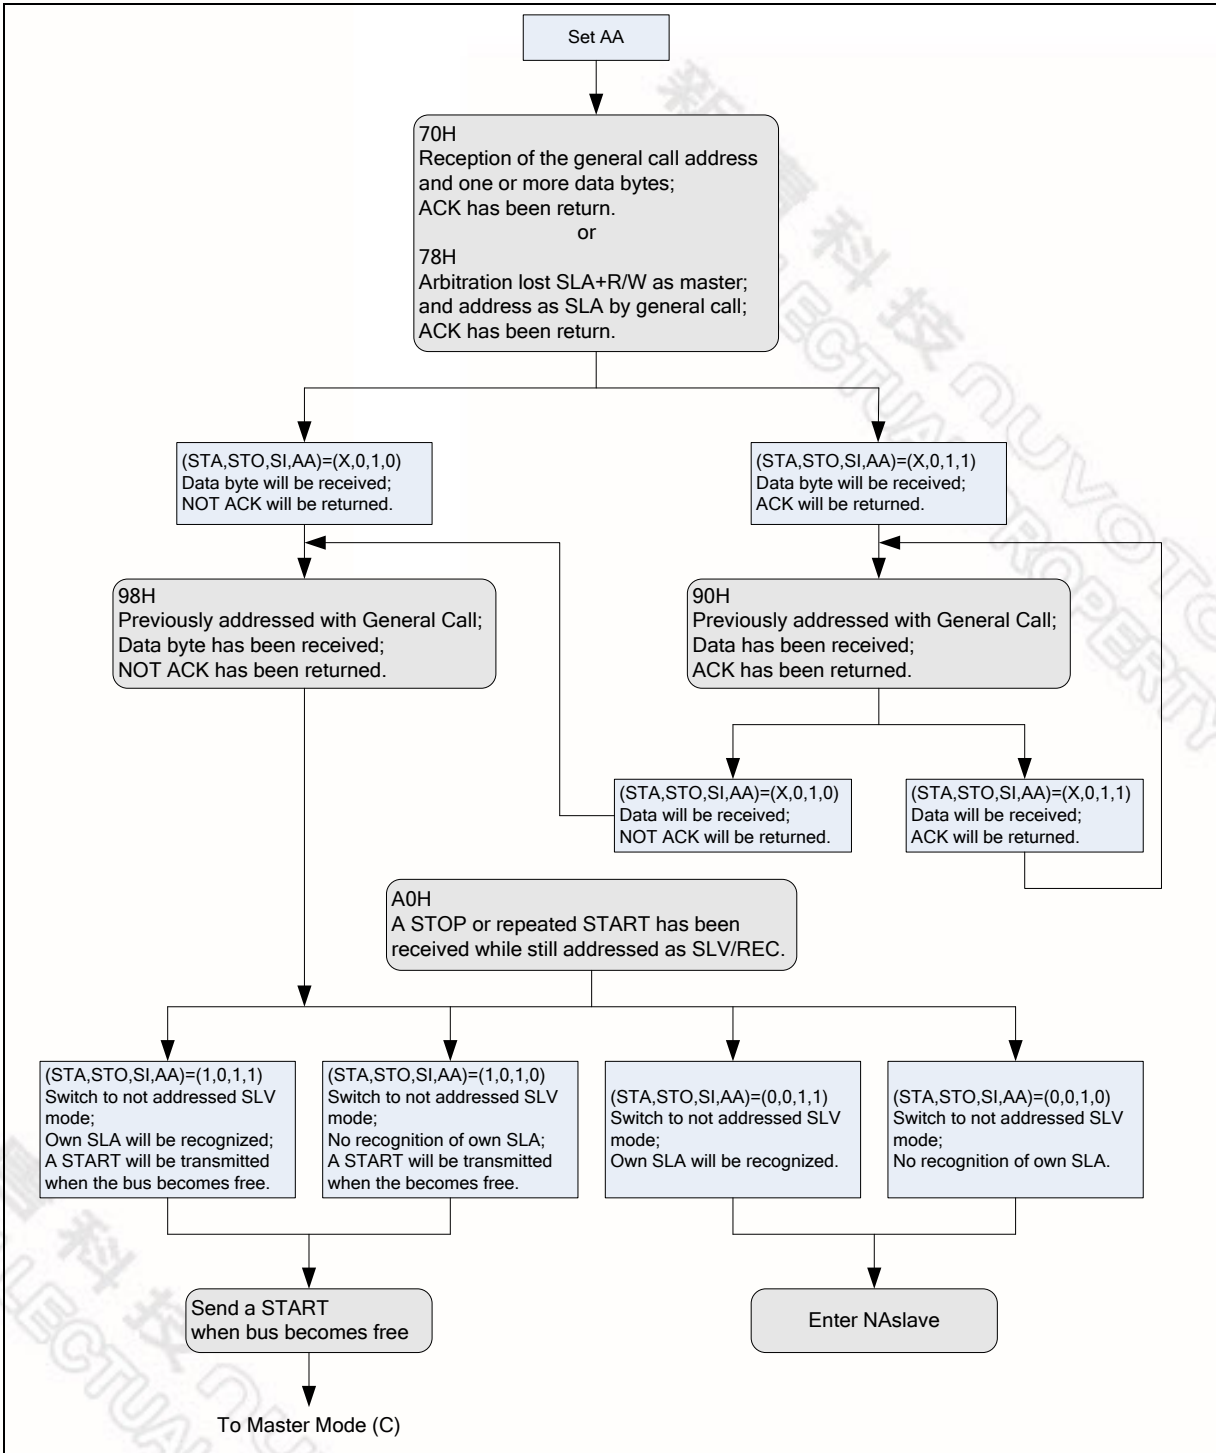 Set AA
70H
Reception of the general call address
and one or more data bytes;
ACK has been return.
or
78H
Arbitration lost SLA+R/W as master;
and address as SLA by general call;
ACK has been return.
(STA,STO,SI,AA)=(X,0,1,0)
Data byte will be received;
NOT ACK will be returned.
(STA,STO,SI,AA)=(X,0,1,1)
Data byte will be received;
ACK will be returned.
98H
Previously addressed with General Call;
Data byte has been received;
NOT ACK has been returned.
90H
Previously addressed with General Call;
Data has been received;
ACK has been returned.
(STA,STO,SI,AA)=(X,0,1,0)
Data will be received;
NOT ACK will be returned.
(STA,STO,SI,AA)=(X,0,1,1)
Data will be received;
ACK will be returned.
A0H
A STOP or repeated START has been
received while still addressed as SLV/REC.
(STA,STO,SI,AA)=(1,0,1,1)
Switch to not addressed SLV
mode;
Own SLA will be recognized;
A START will be transmitted
when the bus becomes free.
(STA,STO,SI,AA)=(1,0,1,0)
Switch to not addressed SLV
mode;
No recognition of own SLA;
A START will be transmitted
when the becomes free.
(STA,STO,SI,AA)=(0,0,1,1)
Switch to not addressed SLV
mode;
Own SLA will be recognized.
(STA,STO,SI,AA)=(0,0,1,0)
Switch to not addressed SLV
mode;
No recognition of own SLA.
Send a START
when bus becomes free
Enter NAslave
To Master Mode (C)